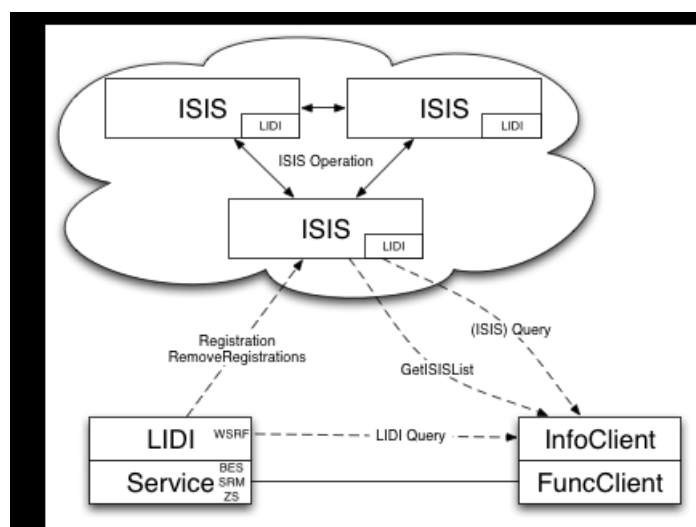 ISIS
LIDI
ISIS
LIDI
ISIS Operation
ISIS
LIDI
Registration
RemoveRegistrations
(ISIS) Query
GetISISList
LIDI WSRF
LIDI Query
InfoClient
Service BES
SRM
ZS
FuncClient